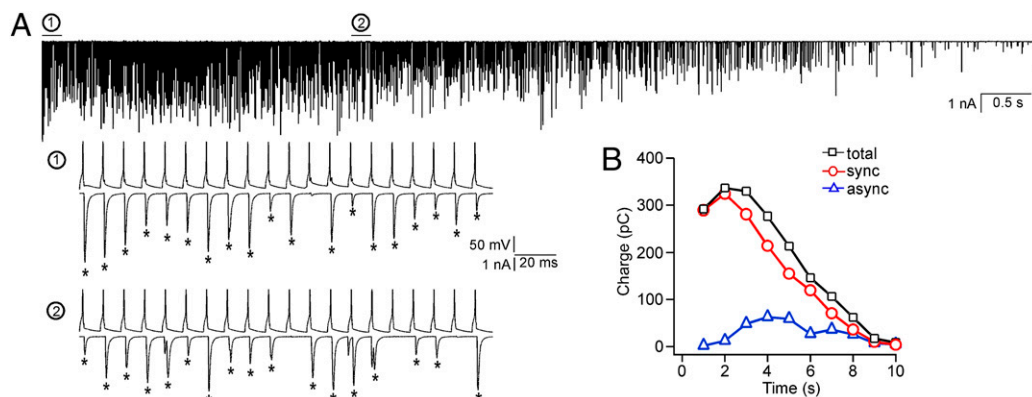 A
① ②
1 nA 0.5 s
①
* * * * * * * * * * * * * * * * * *
50 mV
1 nA 20 ms
②
* * * * * * * * * * * * * * * * *
B
total
sync
async
400
300
200
100
0
Charge (pC)
0 2 4 6 8 10
Time (s)